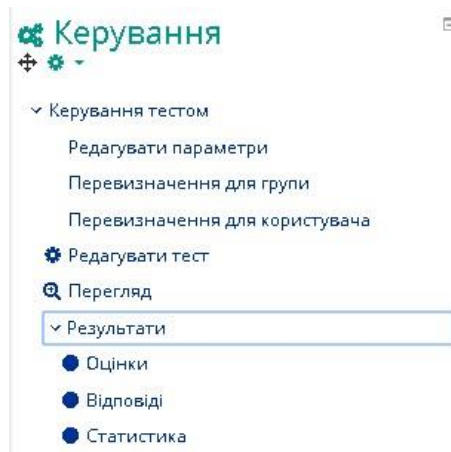 Керування
Керування тестом
Редагувати параметри
Перевизначення для групи
Перевизначення для користувача
Редагувати тест
Перегляд
Результати
Оцінки
Відповіді
Статистика